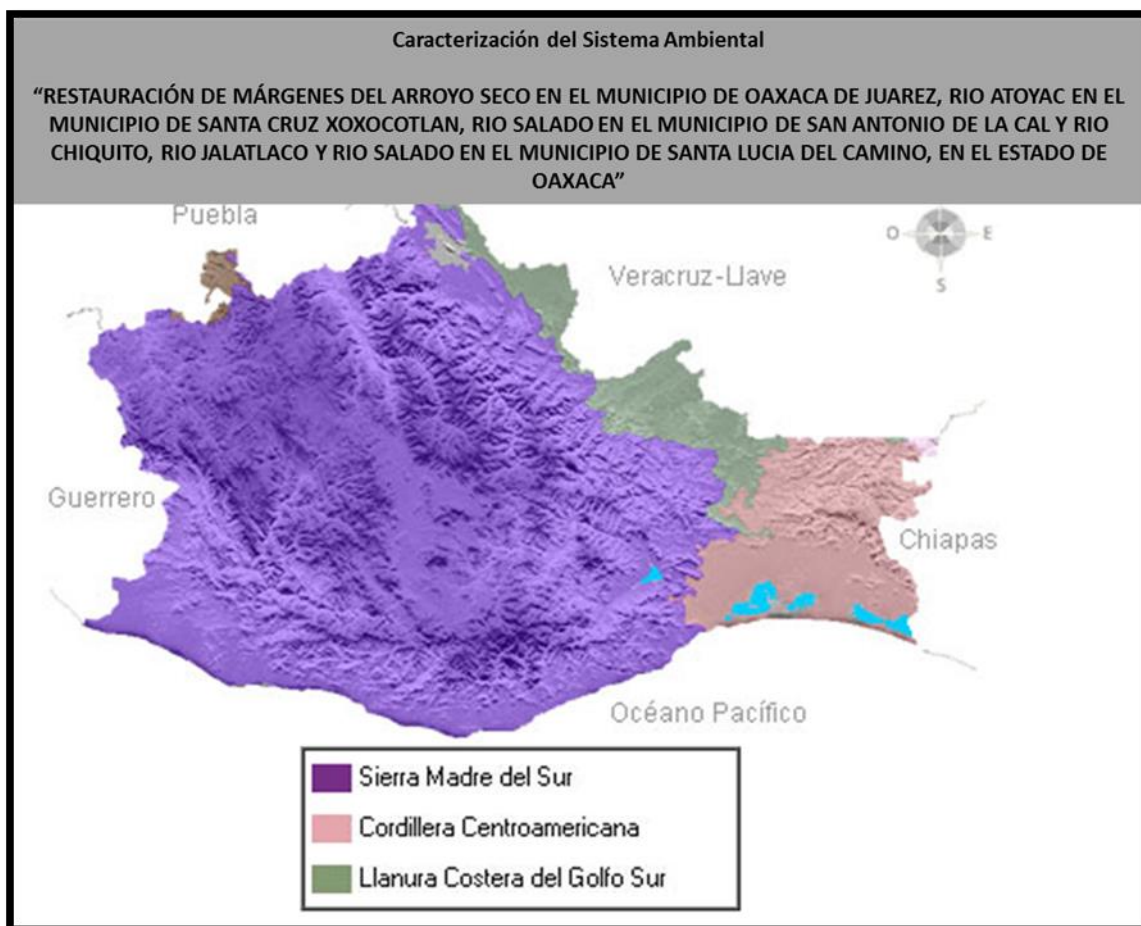 Caracterización del Sistema Ambiental
“RESTAURACIÓN DE MÁRGENES DEL ARROYO SECO EN EL MUNICIPIO DE OAXACA DE JUAREZ, RIO ATOYAC EN EL
MUNICIPIO DE SANTA CRUZ XOXOCOTLAN, RIO SALADO EN EL MUNICIPIO DE SAN ANTONIO DE LA CAL Y RIO
CHIQUITO, RIO JALATLACO Y RIO SALADO EN EL MUNICIPIO DE SANTA LUCIA DEL CAMINO, EN EL ESTADO DE
OAXACA”
Puebla
O
E
S
Veracruz-Llave
Guerrero
Chiapas
Océano Pacífico
Sierra Madre del Sur
Cordillera Centroamericana
Llanura Costera del Golfo Sur